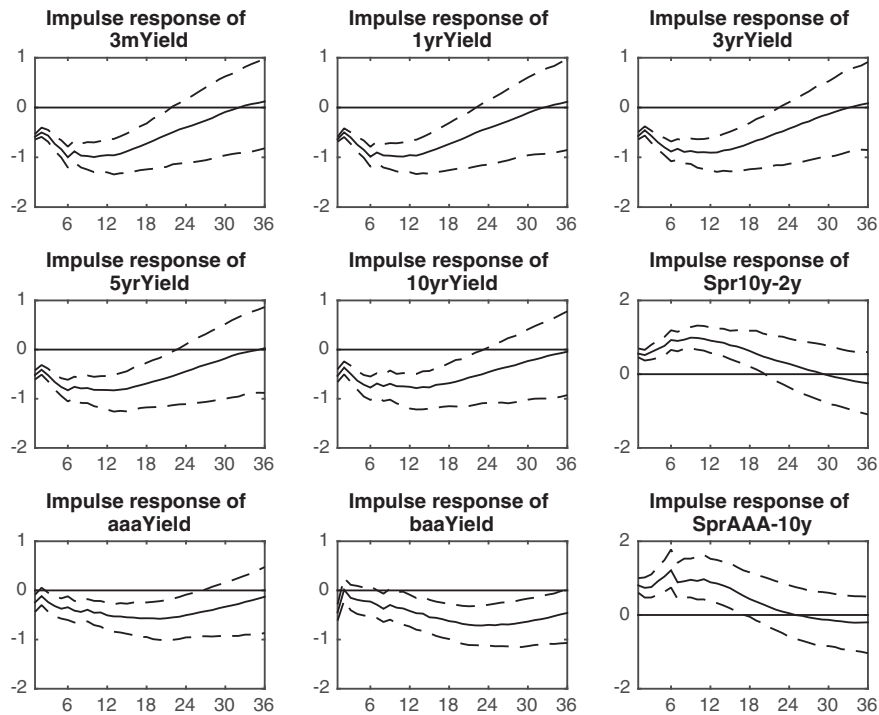 Impulse response of
3mYield
Impulse response of
1yrYield
Impulse response of
3yrYield
1
0
-1
-2
6 12 18 24 30 36
1
0
-1
-2
6 12 18 24 30 36
1
0
-1
-2
6 12 18 24 30 36
Impulse response of
5yrYield
Impulse response of
10yrYield
Impulse response of
Spr10y-2y
1
0
-1
-2
6 12 18 24 30 36
1
0
-1
-2
6 12 18 24 30 36
2
0
-2
6 12 18 24 30 36
Impulse response of
aaaYield
Impulse response of
baaYield
Impulse response of
SprAAA-10y
1
0
-1
-2
6 12 18 24 30 36
1
0
-1
-2
6 12 18 24 30 36
2
0
-2
6 12 18 24 30 36